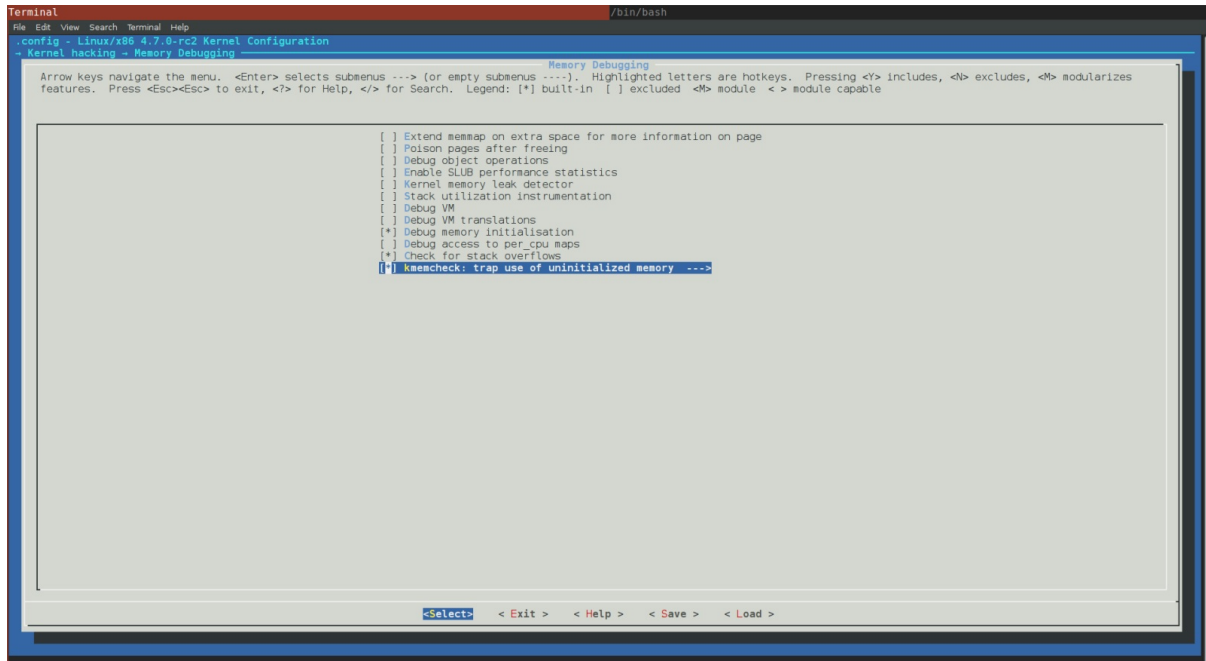 Terminal /bin/bash
File Edit View Search Terminal Help
.config - Linux/x86 4.7.0-rc2 Kernel Configuration
→ Kernel hacking → Memory Debugging
Memory Debugging
Arrow keys navigate the menu. <Enter> selects submenus ---> (or empty submenus ----). Highlighted letters are hotkeys. Pressing <Y> includes, <N> excludes, <M> modularizes
features. Press <Esc><Esc> to exit, <?> for Help, </> for Search. Legend: [*] built-in [ ] excluded <M> module < > module capable
[ ] Extend memmap on extra space for more information on page
[ ] Poison pages after freeing
[ ] Debug object operations
[ ] Enable SLUB performance statistics
[ ] Kernel memory leak detector
[ ] Stack utilization instrumentation
[ ] Debug VM
[ ] Debug VM translations
[*] Debug memory initialisation
[ ] Debug access to per_cpu maps
[*] Check for stack overflows
[*] kmemcheck: trap use of uninitialized memory --->
<Select> < Exit > < Help > < Save > < Load >